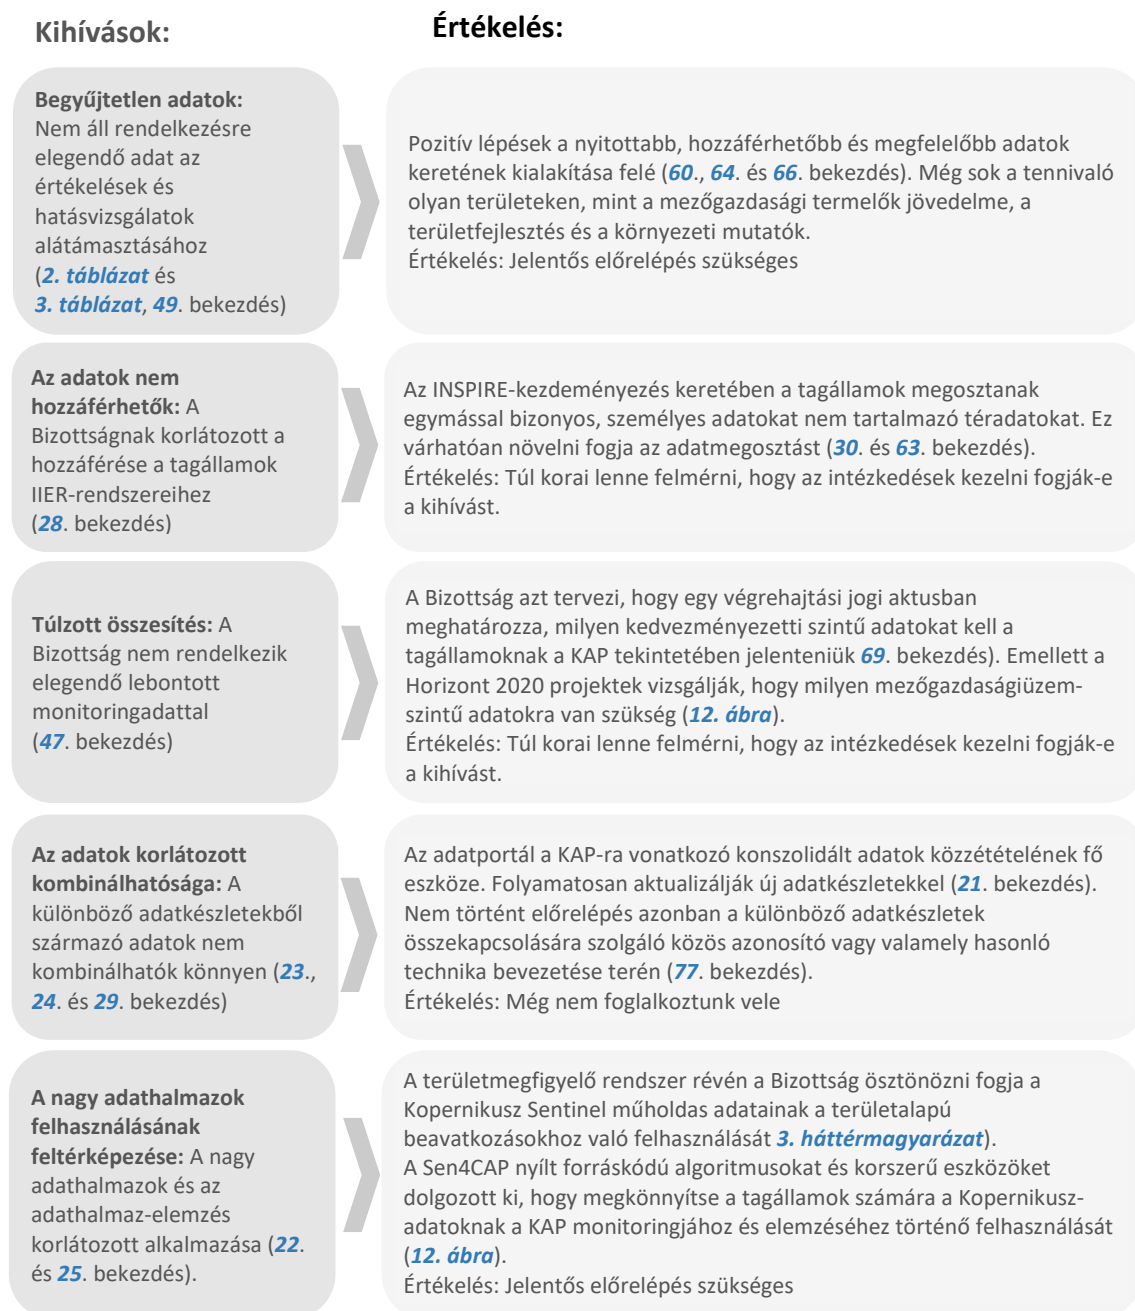 Kihívások:
Értékelés:
Begyűjtetlen adatok:
Nem áll rendelkezésre
elegendő adat az
értékelések és
hatásvizsgálatok
alátámasztásához
(2. táblázat és
3. táblázat, 49. bekezdés)
Pozitív lépések a nyitottabb, hozzáférhetőbb és megfelelőbb adatok
keretének kialakítása felé (60., 64. és 66. bekezdés). Még sok a tennivaló
olyan területeken, mint a mezőgazdasági termelők jövedelme, a
területfejlesztés és a környezeti mutatók.
Értékelés: Jelentős előrelépés szükséges
Az adatok nem
hozzáférhetők: A
Bizottságnak korlátozott a
hozzáférése a tagállamok
IIER-rendszereihez
(28. bekezdés)
Az INSPIRE-kezdeményezés keretében a tagállamok megosztanak
egymással bizonyos, személyes adatokat nem tartalmazó téradatokat. Ez
várhatóan növelni fogja az adatmegosztást (30. és 63. bekezdés).
Értékelés: Túl korai lenne felmérni, hogy az intézkedések kezelni fogják-e
a kihívást.
Túlzott összesítés: A
Bizottság nem rendelkezik
elegendő lebontott
monitoringadattal
(47. bekezdés)
A Bizottság azt tervezi, hogy egy végrehajtási jogi aktusban
meghatározza, milyen kedvezményezetti szintű adatokat kell a
tagállamoknak a KAP tekintetében jelenteniük 69. bekezdés). Emellett a
Horizont 2020 projektek vizsgálják, hogy milyen mezőgazdaságiüzem-
szintű adatokra van szükség (12. ábra).
Értékelés: Túl korai lenne felmérni, hogy az intézkedések kezelni fogják-e
a kihívást.
Az adatok korlátozott
kombinálhatósága: A
különböző adatkészletekből
származó adatok nem
kombinálhatók könnyen (23.,
24. és 29. bekezdés)
Az adatportál a KAP-ra vonatkozó konszolidált adatok közzétételének fő
eszköze. Folyamatosan aktualizálják új adatkészletekkel (21. bekezdés).
Nem történt előrelépés azonban a különböző adatkészletek
összekapcsolására szolgáló közös azonosító vagy valamely hasonló
technika bevezetése terén (77. bekezdés).
Értékelés: Még nem foglalkoztunk vele
A nagy adathalmazok
felhasználásának
feltérképezése: A nagy
adathalmazok és az
adathalmaz-elemzés
korlátozott alkalmazása (22.
és 25. bekezdés).
A területmegfigyelő rendszer révén a Bizottság ösztönözni fogja a
Kopernikusz Sentinel műholdas adatainak a területalapú
beavatkozásokhoz való felhasználását 3. háttérmagyarázat).
A Sen4CAP nyílt forráskódú algoritmusokat és korszerű eszközöket
dolgozott ki, hogy megkönnyítse a tagállamok számára a Kopernikusz-
adatoknak a KAP monitoringjához és elemzéséhez történő felhasználását
(12. ábra).
Értékelés: Jelentős előrelépés szükséges